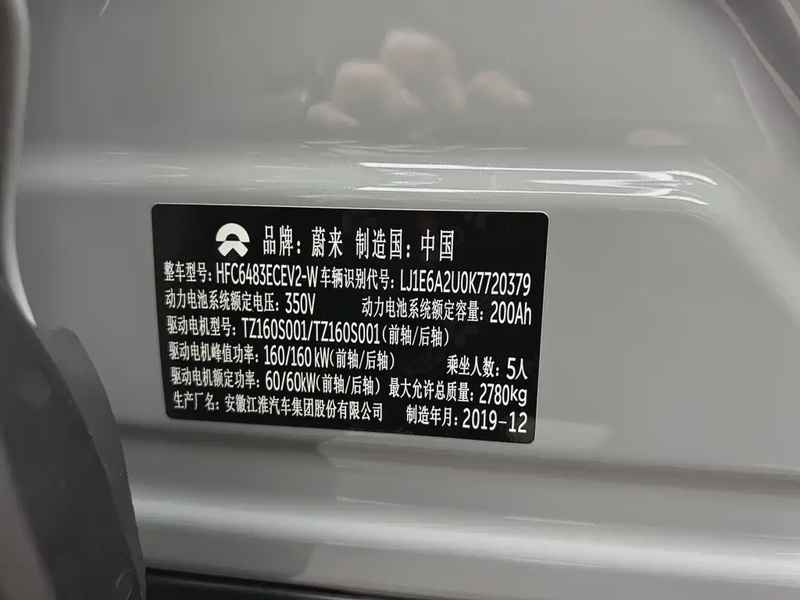 品牌：蔚来 制造国：中国
整车型号：HFC6483ECEV2-W 车辆识别代号：LJ1E6A2U0K7720379
动力电池系统额定电压：350V 动力电池系统额定容量：200Ah
驱动电机型号：TZ160S001/TZ160S001(前轴/后轴)
驱动电机峰值功率：160/160kW(前轴/后轴) 乘坐人数：5人
驱动电机额定功率：60/60kW(前轴/后轴) 最大允许总质量：2780kg
生产厂名：安徽江淮汽车集团股份有限公司 制造年月：2019-12